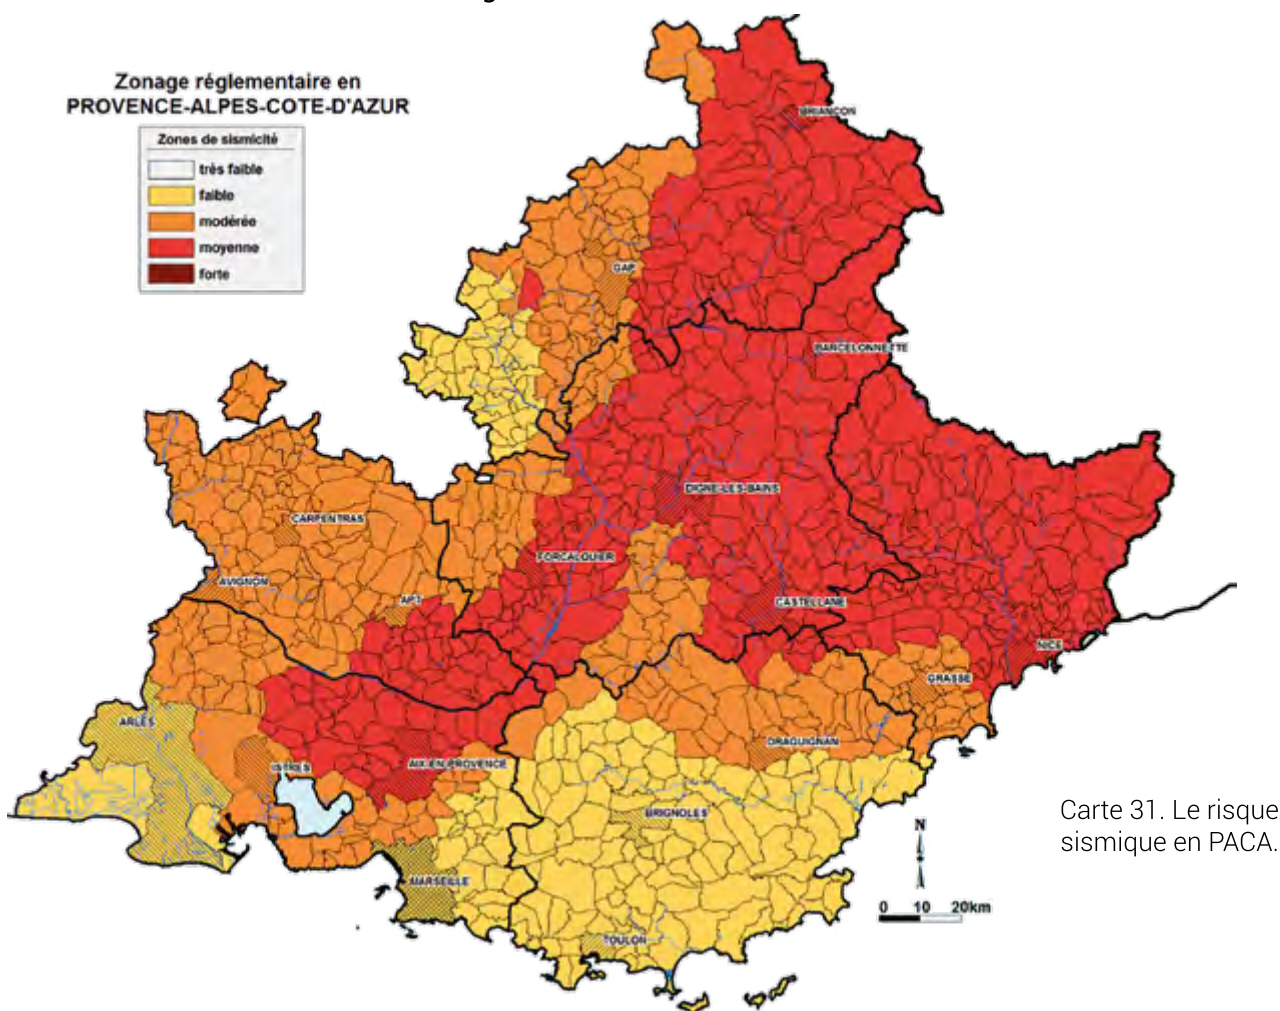 Zonage réglementaire en
PROVENCE-ALPES-COTE-D'AZUR
Zones de sismicité
très faible
faible
modérée
moyenne
forte
BRIANCON
GAP
BARCELONNETTE
DIGNE-LES-BAINS
CARPENTRAS
FORCALQUIER
AVIGNON
APT
CASTELLANE
NICE
GRASSE
ARLES
DRAGUIGNAN
ISTRES
AIX-EN-PROVENCE
BRIGNOLES
MARSEILLE
TOULON
N
0 10 20km
Carte 31. Le risque
sismique en PACA.